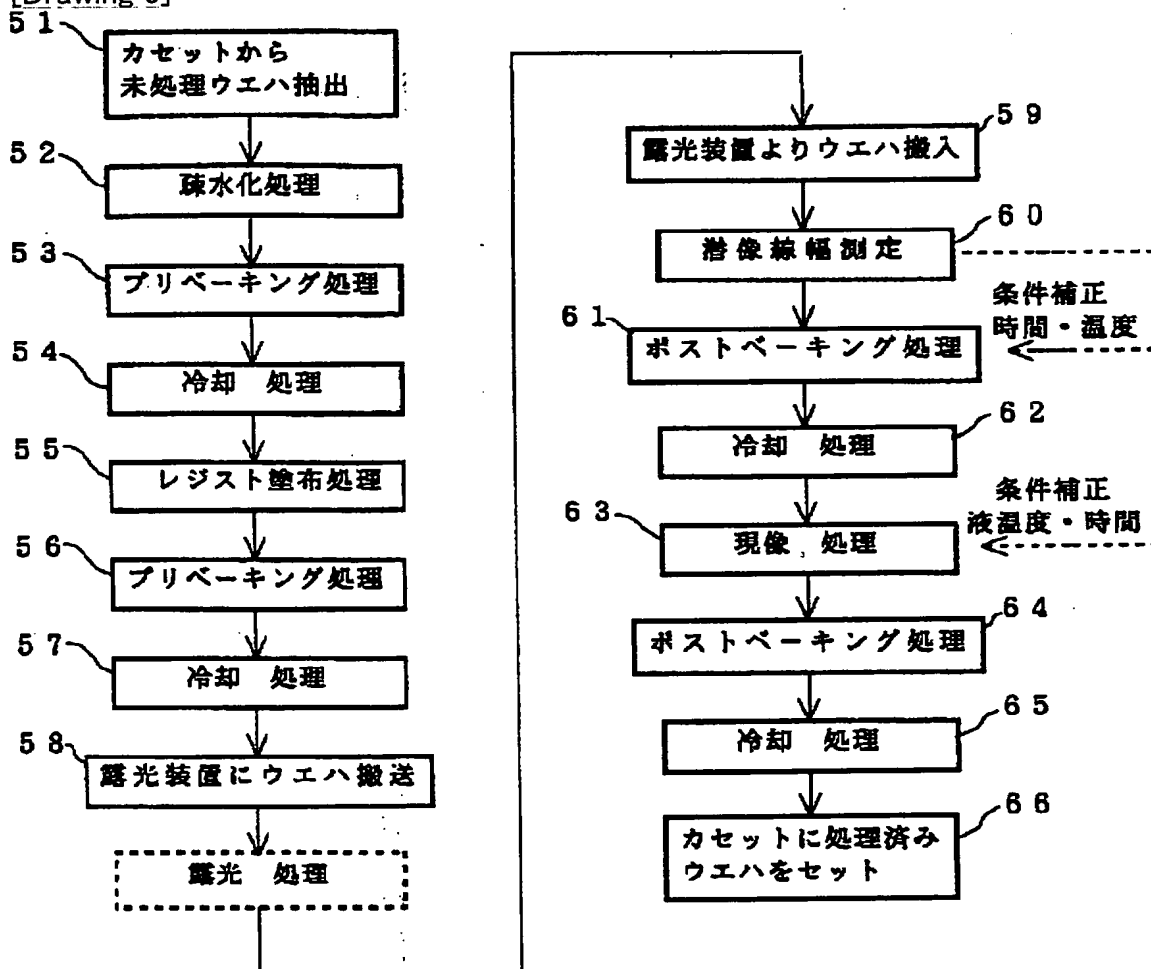 ５１
カセットから
未処理ウエハ抽出
５２
疎水化処理
５３
プリベーキング処理
５４
冷却　処理
５５
レジスト塗布処理
５６
プリベーキング処理
５７
冷却　処理
５８
露光装置にウエハ搬送
露光　処理
５９
露光装置よりウエハ搬入
６０
潜像線幅測定
条件補正
時間・温度
６１
ポストベーキング処理
６２
冷却　処理
条件補正
液温度・時間
６３
現像　処理
６４
ポストベーキング処理
６５
冷却　処理
６６
カセットに処理済み
ウエハをセット